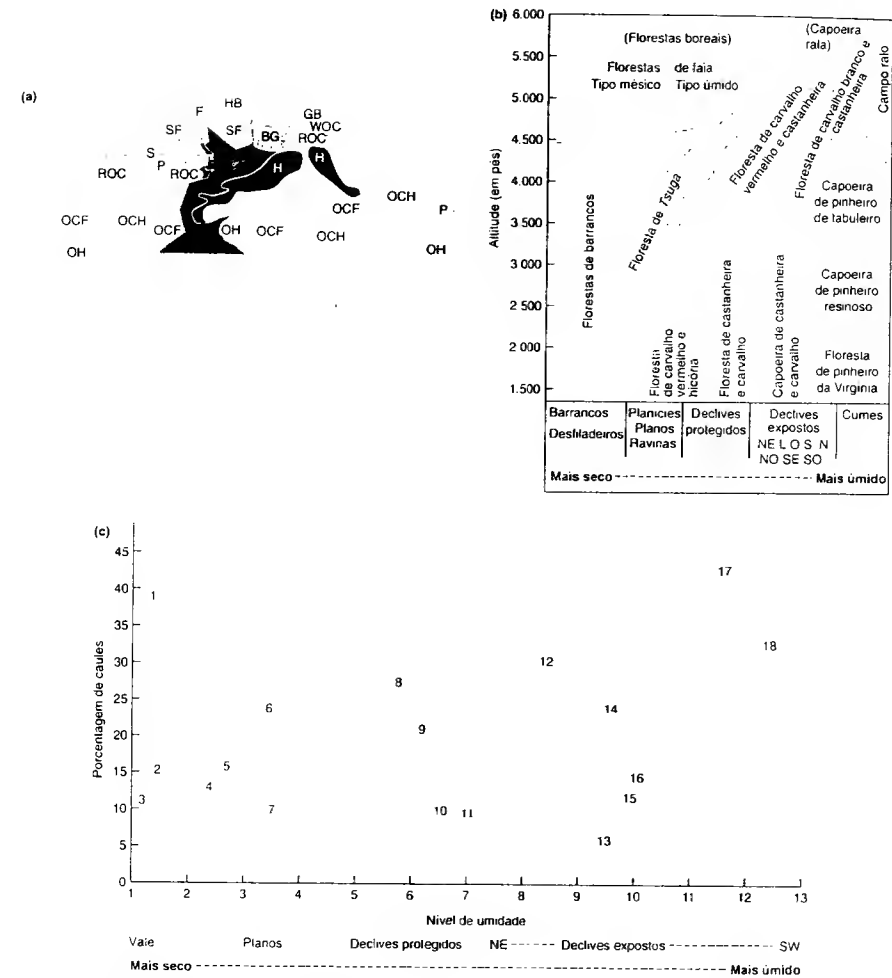 (a)
F HB
SF SF BG GB
WOC
ROC
S
P
ROC ROC H H
OCF OCH
OCF OCH P
OCF OH OCF OCH
OH OH
(b)
Altitude (em pés)
6.000
5.500
5.000
4.500
4.000
3 000
2 500
2 000
1.500
(Florestas boreais)
(Capoeira
rala)
Florestas de faia
Tipo mésico Tipo úmido
Florestas de barrancos
Floresta de Tsuga
Floresta de carvalho
vermelho e castanheira
Floresta de carvalho branco e
castanheira
Campo ralo
Capoeira
de pinheiro
de tabuleiro
Capoeira
de pinheiro
resinoso
Floresta
de pinheiro
da Virgínia
Floresta
de carvalho
vermelho e
hicória
Floresta de castanheira
e carvalho
Capoeira de castanheira
e carvalho
Barrancos
Desfiladeiros
Planícies
Planos
Ravinas
Declives
protegidos
Declives
expostos
NE L O S N
NO SE SO
Cumes
Mais seco Mais úmido
(c)
Porcentagem de caules
45
40
35
30
25
20
15
10
5
0
1
2
3
4
5
6
7
8
9
10
11
12
13
14
15
16
17
18
1 2 3 4 5 6 7 8 9 10 11 12 13
Nível de umidade
Vale Planos Declives protegidos NE Declives expostos SW
Mais seco Mais úmido